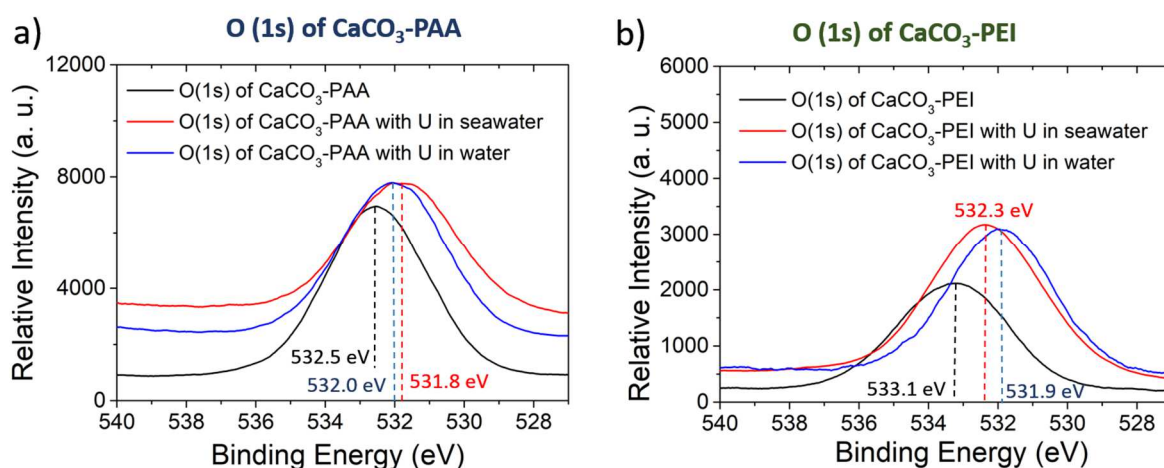 a)
O (1s) of CaCO₃-PAA
12000
8000
4000
0
Relative Intensity (a. u.)
O(1s) of CaCO₃-PAA
O(1s) of CaCO₃-PAA with U in seawater
O(1s) of CaCO₃-PAA with U in water
532.5 eV
532.0 eV
531.8 eV
540 538 536 534 532 530 528
Binding Energy (eV)
b)
O (1s) of CaCO₃-PEI
6000
5000
4000
3000
2000
1000
0
Relative Intensity (a. u.)
O(1s) of CaCO₃-PEI
O(1s) of CaCO₃-PEI with U in seawater
O(1s) of CaCO₃-PEI with U in water
532.3 eV
533.1 eV
531.9 eV
540 538 536 534 532 530 528
Binding Energy (eV)